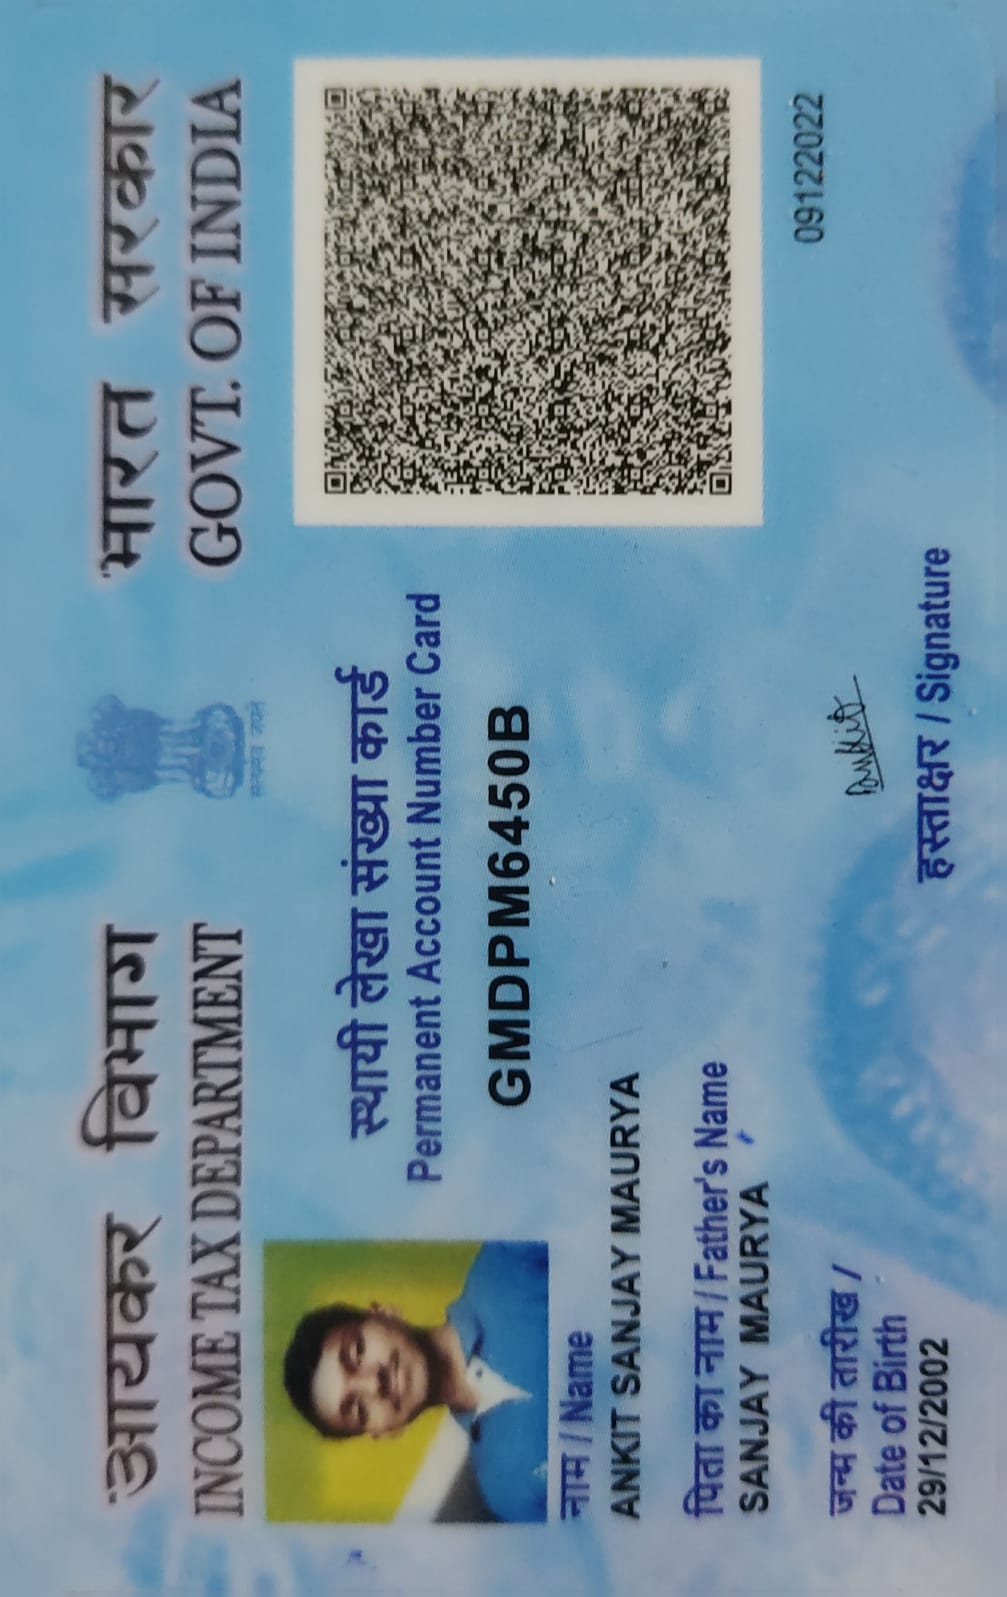 आयकर विभाग
INCOME TAX DEPARTMENT
सत्यमेव जयते
भारत सरकार
GOVT. OF INDIA
स्थायी लेखा संख्या कार्ड
Permanent Account Number Card
GMDPM6450B
नाम / Name
ANKIT SANJAY MAURYA
पिता का नाम / Father's Name
SANJAY MAURYA
जन्म की तारीख /
Date of Birth
29/12/2002
09122022
Ankit
हस्ताक्षर / Signature